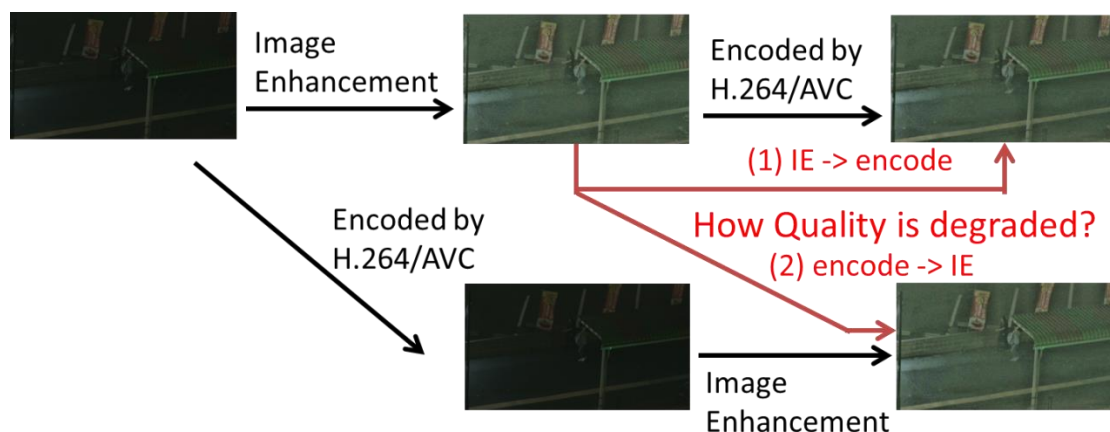 Image
Enhancement
Encoded by
H.264/AVC
(1) IE -> encode
Encoded by
H.264/AVC
How Quality is degraded?
(2) encode -> IE
Image
Enhancement